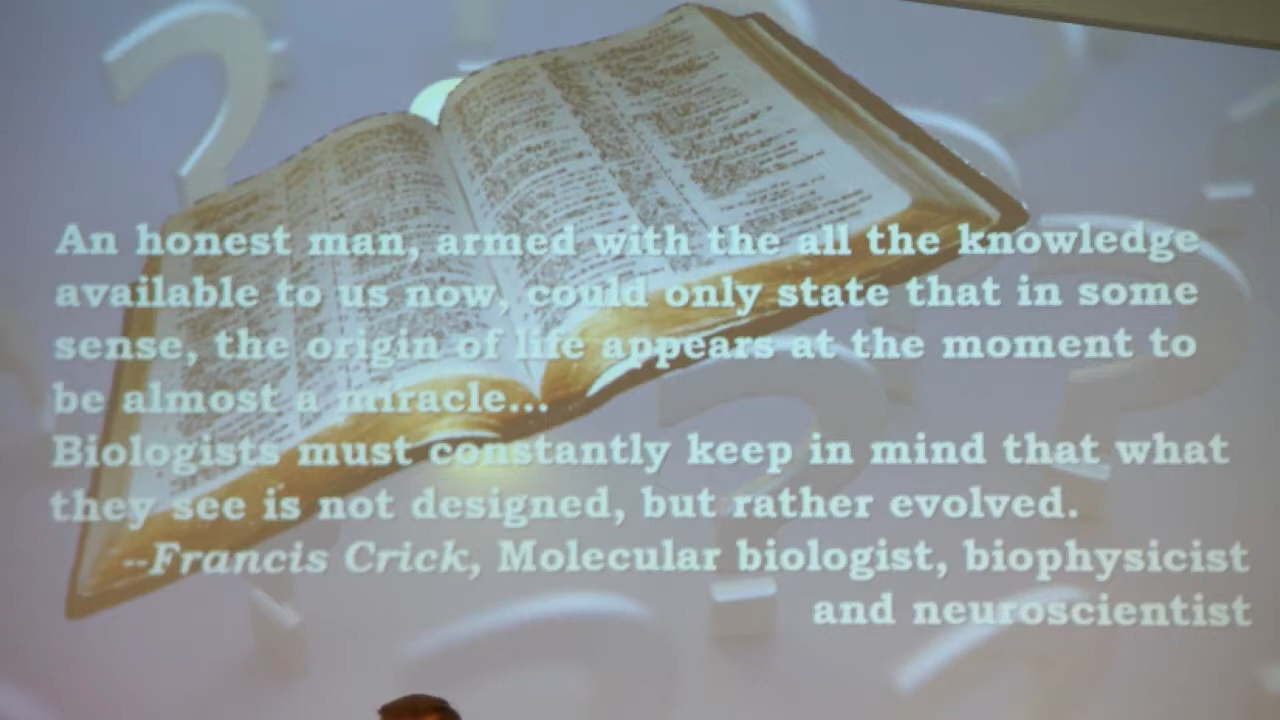 An honest man, armed with the all the knowledge
available to us now, could only state that in some
sense, the origin of life appears at the moment to
be almost a miracle...
Biologists must constantly keep in mind that what
they see is not designed, but rather evolved.
--Francis Crick, Molecular biologist, biophysicist
and neuroscientist